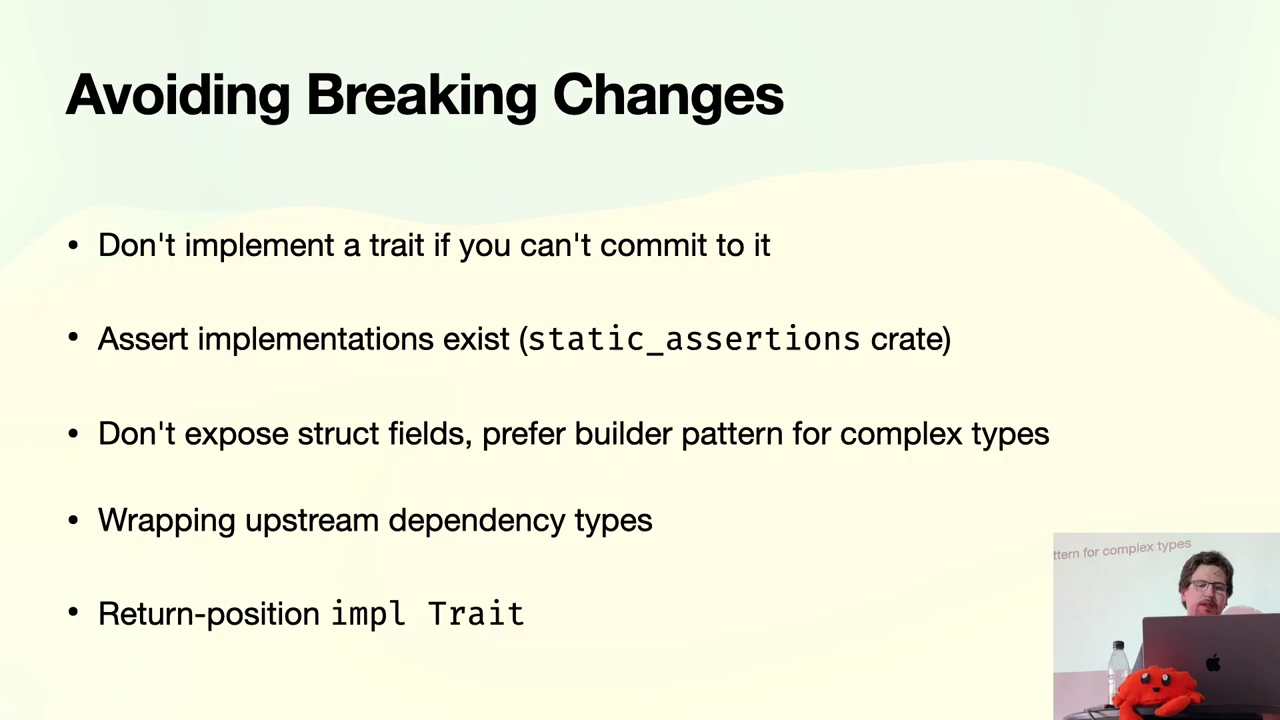 Avoiding Breaking Changes
• Don't implement a trait if you can't commit to it
• Assert implementations exist (static_assertions crate)
• Don't expose struct fields, prefer builder pattern for complex types
• Wrapping upstream dependency types
ttern for complex types
• Return-position impl Trait